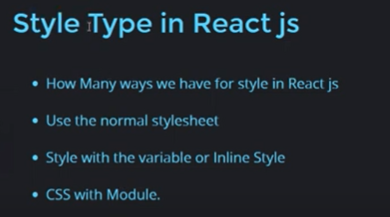 Style Type in React js
How Many ways we have for style in React js
Use the normal stylesheet
Style with the variable or Inline Style
CSS with Module.